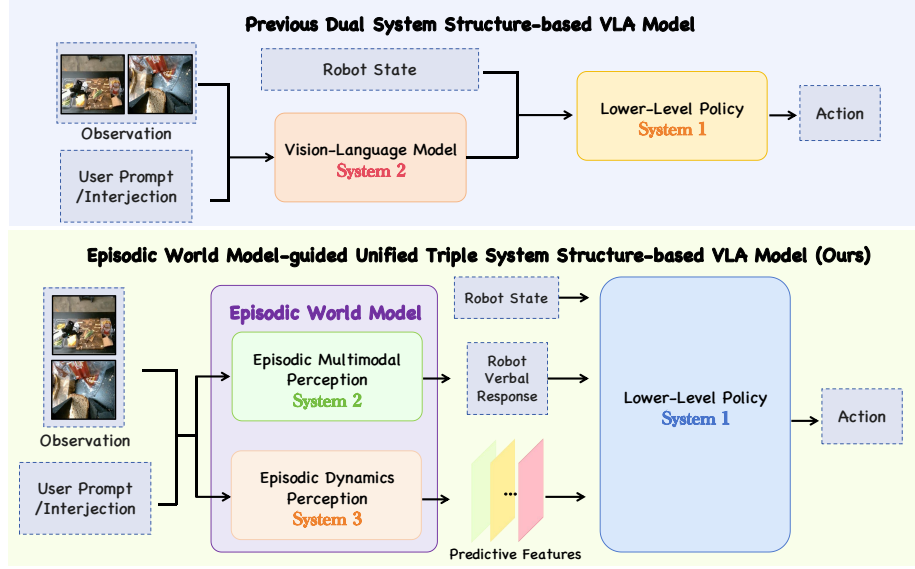 Previous Dual System Structure-based VLA Model
Robot State
Observation
User Prompt
/Interjection
Vision-Language Model
System 2
Lower-Level Policy
System 1
Action
Episodic World Model-guided Unified Triple System Structure-based VLA Model (Ours)
Observation
User Prompt
/Interjection
Episodic World Model
Episodic Multimodal
Perception
System 2
Episodic Dynamics
Perception
System 3
Robot State
Robot
Verbal
Response
...
Predictive Features
Lower-Level Policy
System 1
Action